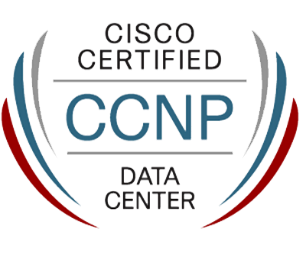 CISCO
CERTIFIED
CCNP
DATA
CENTER